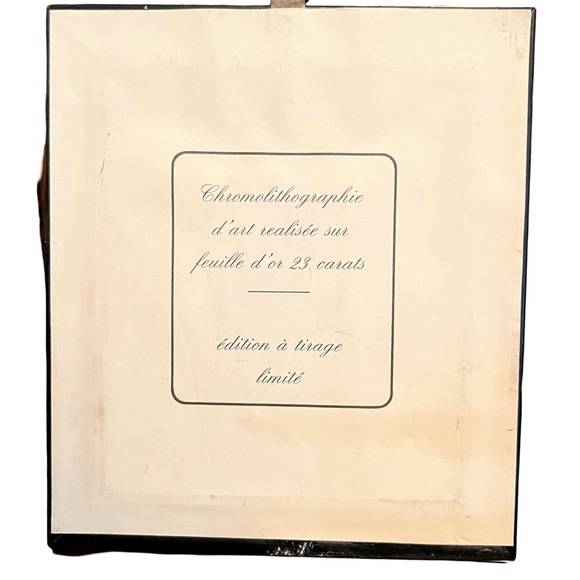 Chromolithographie
d'art realisée sur
feuille d'or 23 carats
édition à tirage
limité